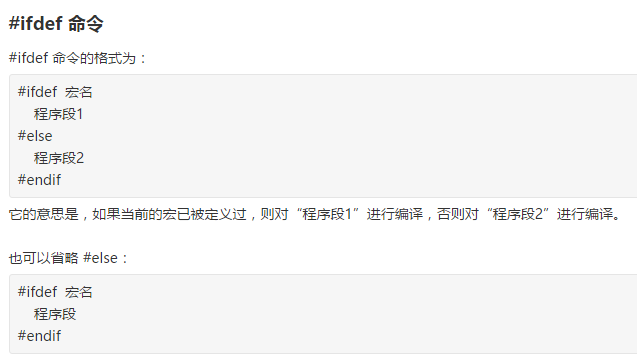 #ifdef 命令
#ifdef 命令的格式为：
#ifdef  宏名
    程序段1
#else
    程序段2
#endif
它的意思是，如果当前的宏已被定义过，则对“程序段1”进行编译，否则对“程序段2”进行编译。
也可以省略 #else：
#ifdef  宏名
    程序段
#endif